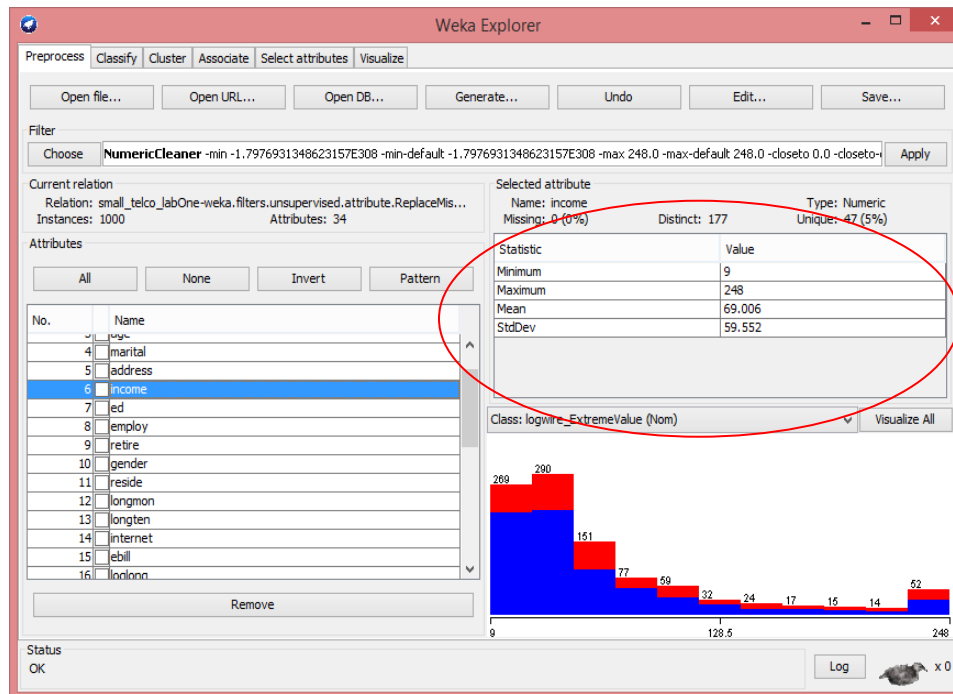 Weka Explorer
Preprocess Classify Cluster Associate Select attributes Visualize
Open file... Open URL... Open DB... Generate... Undo Edit... Save...
Filter
Choose NumericCleaner -min -1.7976931348623157E308 -min-default -1.7976931348623157E308 -max 248.0 -max-default 248.0 -closeto 0.0 -closeto- Apply
Current relation
Relation: small_telco_labOne-weka.filters.unsupervised.attribute.ReplaceMis...
Instances: 1000 Attributes: 34
Selected attribute
Name: income Type: Numeric
Missing: 0 (0%) Distinct: 177 Unique: 47 (5%)
Attributes
All None Invert Pattern
No. Name
3 age
4 marital
5 address
6 income
7 ed
8 employ
9 retire
10 gender
11 reside
12 longmon
13 longten
14 internet
15 ebill
16 loglong
Remove
Statistic Value
Minimum 9
Maximum 248
Mean 69.006
StdDev 59.552
Class: logwire_ExtremeValue (Nom) Visualize All
269 290 151 77 59 32 24 17 15 14 52
9 128.5 248
Status
OK
Log x 0